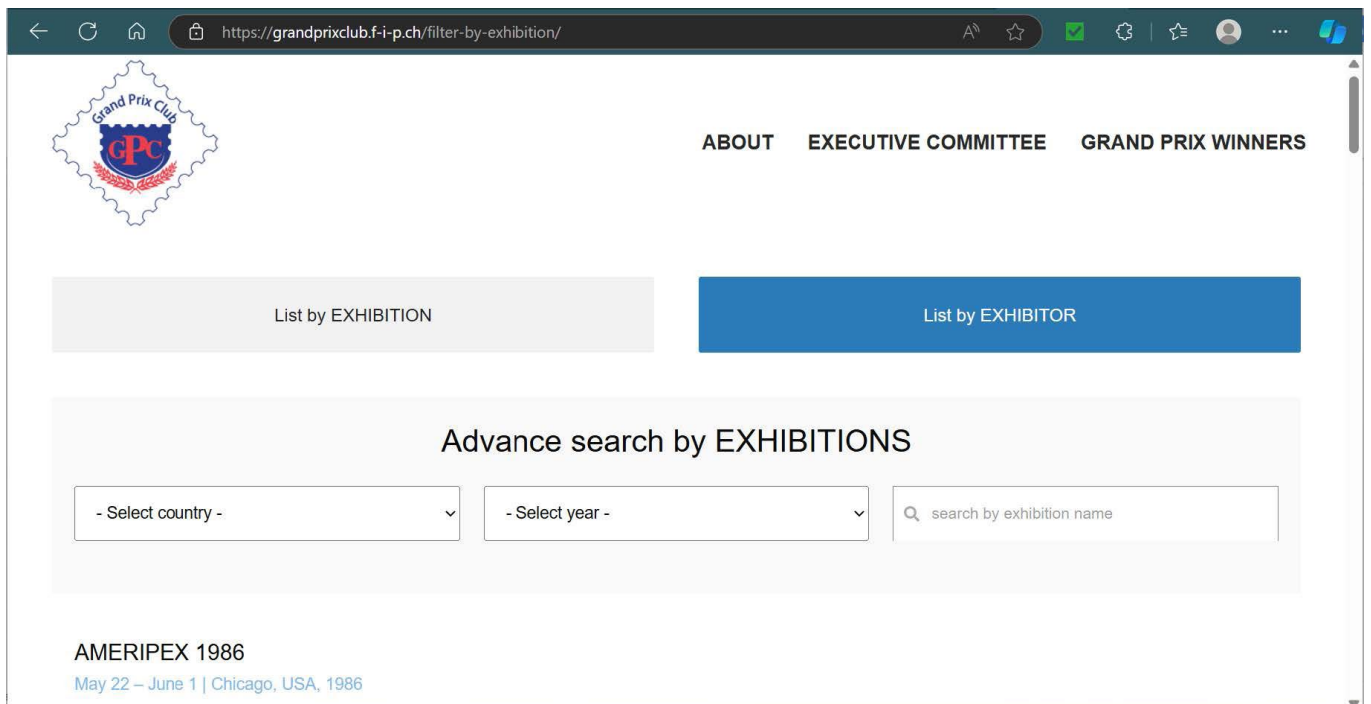 https://grandprixclub.f-i-p.ch/filter-by-exhibition/
Grand Prix Club
GPC
ABOUT EXECUTIVE COMMITTEE GRAND PRIX WINNERS
List by EXHIBITION List by EXHIBITOR
Advance search by EXHIBITIONS
- Select country - - Select year - search by exhibition name
AMERIPEX 1986
May 22 – June 1 | Chicago, USA, 1986